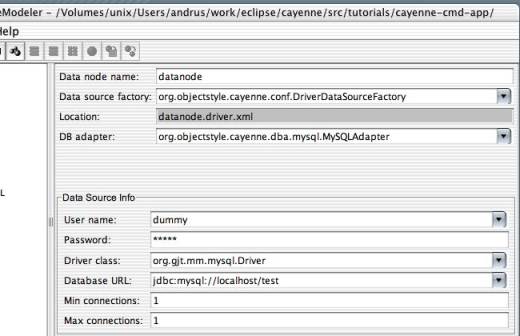 eModeler – /Volumes/unix/Users/andrus/work/eclipse/cayenne/src/tutorials/cayenne-cmd-app/
Help
Data node name: datanode
Data source factory: org.objectstyle.cayenne.conf.DriverDataSourceFactory
Location: datanode.driver.xml
DB adapter: org.objectstyle.cayenne.dba.mysql.MySQLAdapter
L
Data Source Info
User name: dummy
Password: *****
Driver class: org.gjt.mm.mysql.Driver
Database URL: jdbc:mysql://localhost/test
Min connections: 1
Max connections: 1